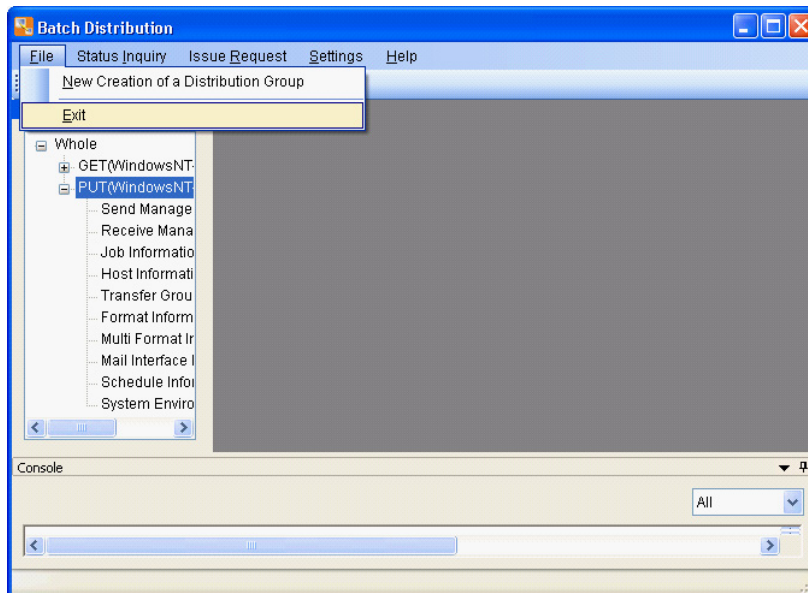 Batch Distribution
File Status Inquiry Issue Request Settings Help
New Creation of a Distribution Group
Exit
Whole
GET(WindowsNT-
PUT(WindowsNT-
Send Manage
Receive Mana
Job Informatio
Host Informati
Transfer Grou
Format Inform
Multi Format Ir
Mail Interface I
Schedule Infor
System Enviro
Console
All